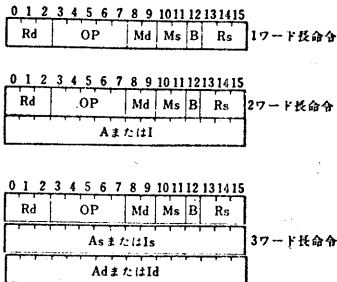 0 1 2 3 4 5 6 7 8 9 10 11 12 13 14 15
Rd OP Md Ms B Rs 1ワード長命令
0 1 2 3 4 5 6 7 8 9 10 11 12 13 14 15
Rd OP Md Ms B Rs 2ワード長命令
AまたはI
0 1 2 3 4 5 6 7 8 9 10 11 12 13 14 15
Rd OP Md Ms B Rs
AsまたはIs 3ワード長命令
AdまたはId